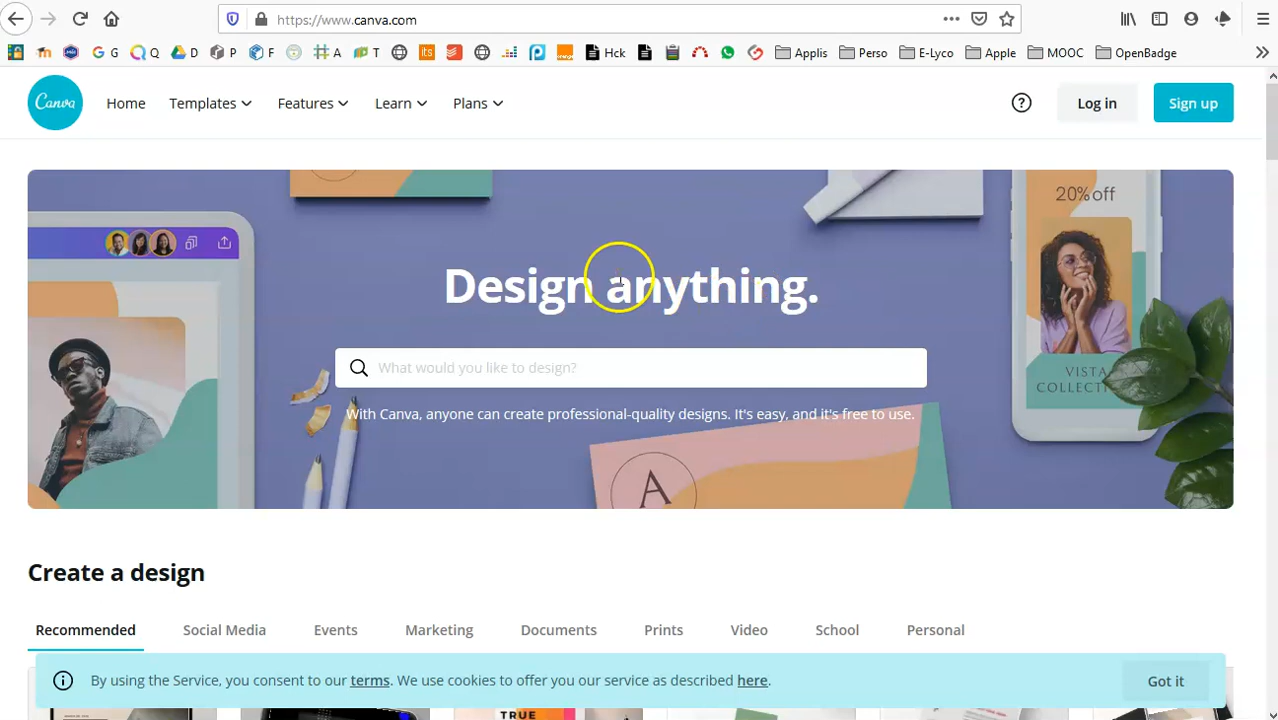 https://www.canva.com
G D P F A T its Hck Applis Perso E-Lyco Apple MOOC OpenBadge
Canva Home Templates Features Learn Plans ? Log in Sign up
20% off
Design anything.
What would you like to design?
VISTA
COLLECTION
With Canva, anyone can create professional-quality designs. It's easy, and it's free to use.
A
Create a design
Recommended Social Media Events Marketing Documents Prints Video School Personal
By using the Service, you consent to our terms. We use cookies to offer you our service as described here. Got it
TRUE